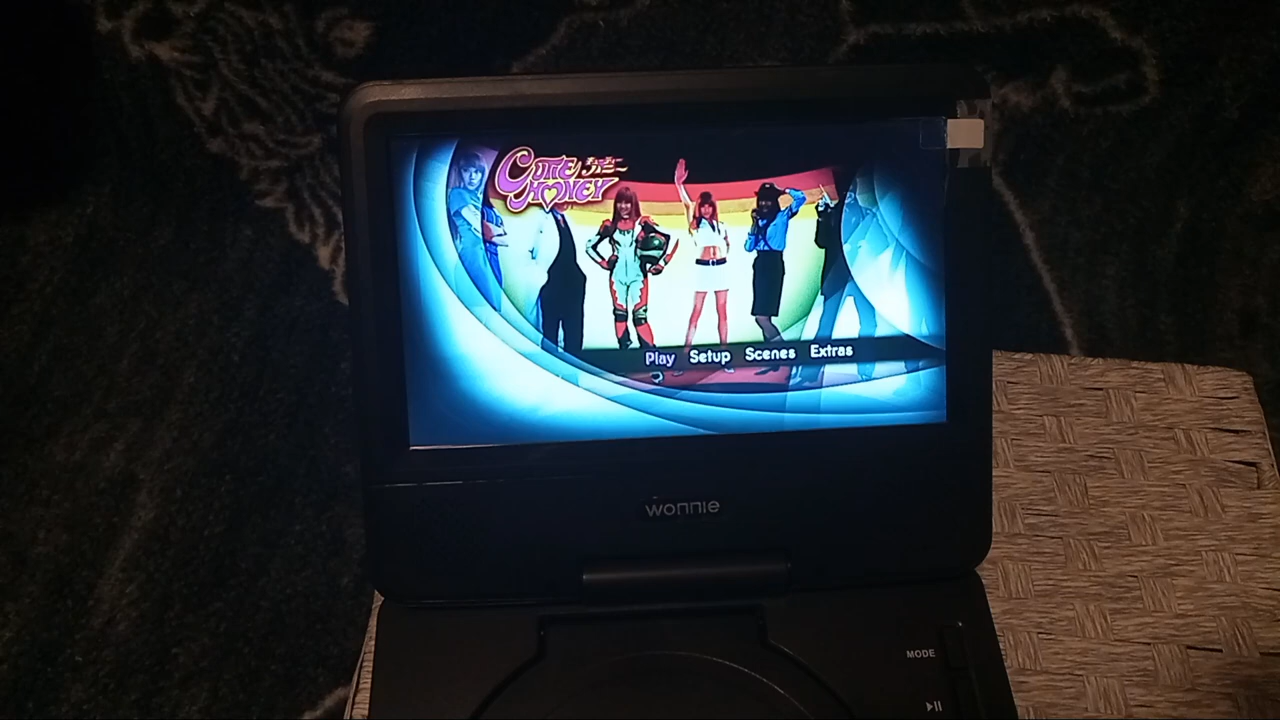 CUTIE キューティー
HONEY ハニー
Play Setup Scenes Extras
wonnie
MODE